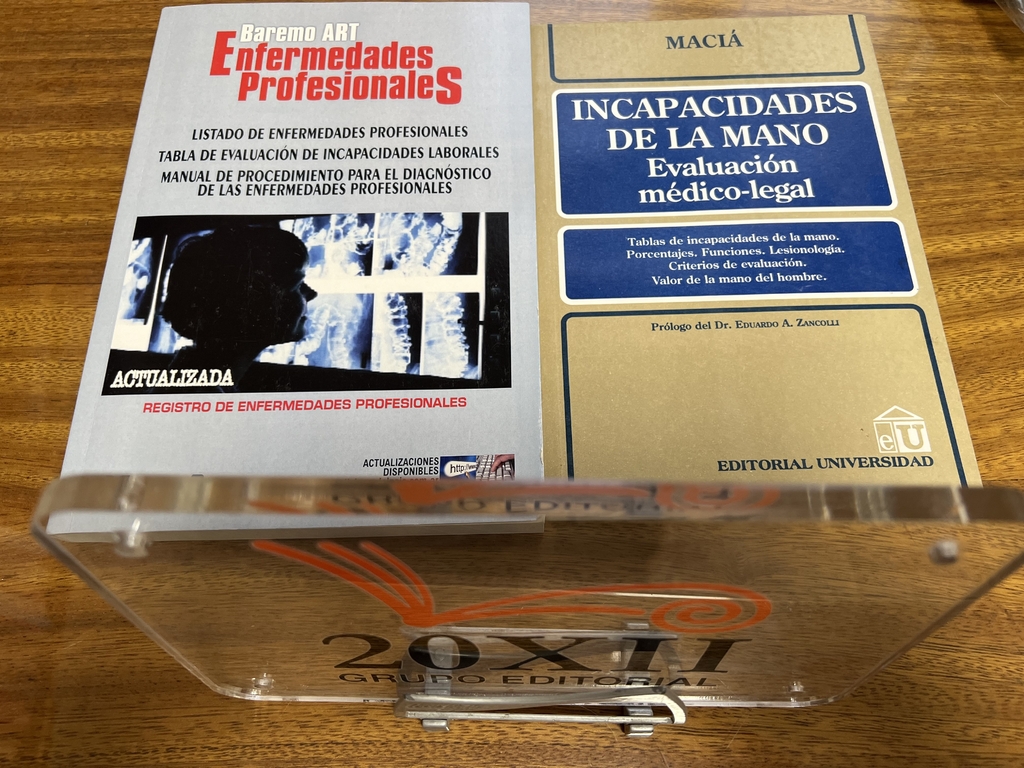 Baremo ART
Enfermedades
ProfesionaleS
LISTADO DE ENFERMEDADES PROFESIONALES
TABLA DE EVALUACIÓN DE INCAPACIDADES LABORALES
MANUAL DE PROCEDIMIENTO PARA EL DIAGNÓSTICO
DE LAS ENFERMEDADES PROFESIONALES
ACTUALIZADA
REGISTRO DE ENFERMEDADES PROFESIONALES
ACTUALIZACIONES
DISPONIBLES
MACIÁ
INCAPACIDADES
DE LA MANO
Evaluación
médico-legal
Tablas de incapacidades de la mano.
Porcentajes. Funciones. Lesionología.
Criterios de evaluación.
Valor de la mano del hombre.
Prólogo del Dr. EDUARDO A. ZANCOLLI
eU
EDITORIAL UNIVERSIDAD
20XII
GRUPO EDITORIAL